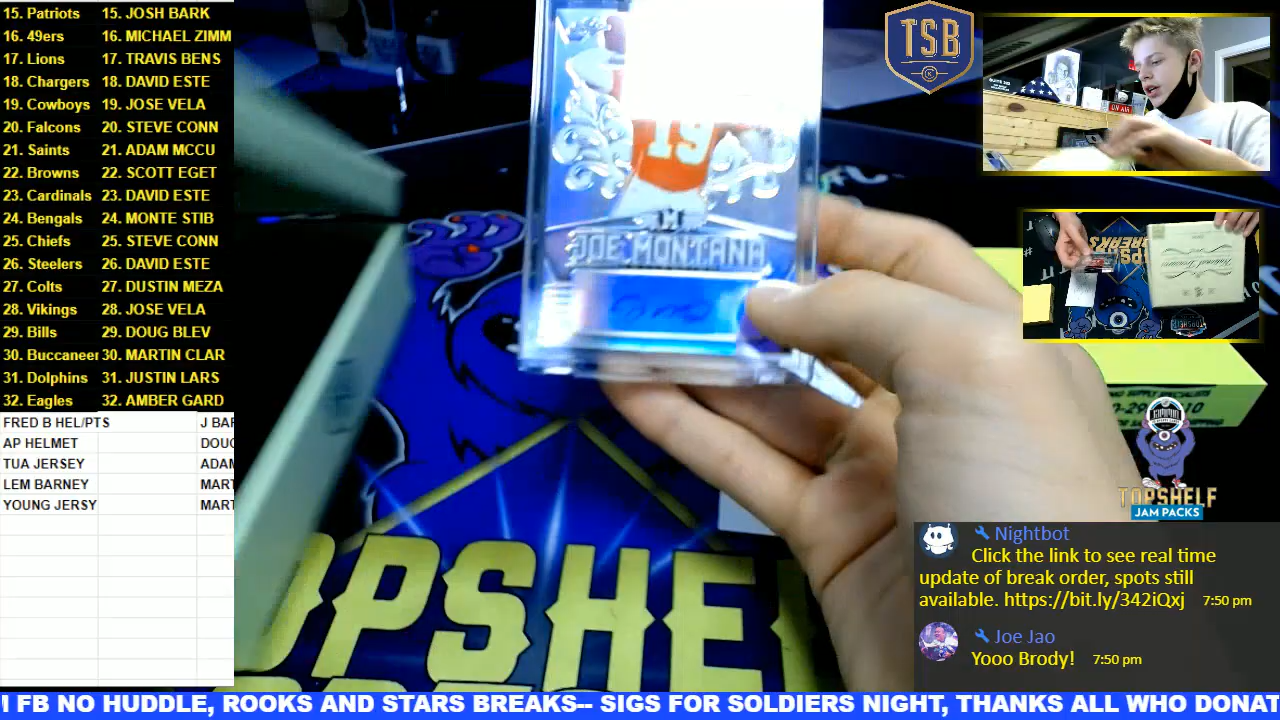 15. Patriots 15. JOSH BARK
16. 49ers 16. MICHAEL ZIMM
17. Lions 17. TRAVIS BENS
18. Chargers 18. DAVID ESTE
19. Cowboys 19. JOSE VELA
20. Falcons 20. STEVE CONN
21. Saints 21. ADAM MCCU
22. Browns 22. SCOTT EGET
23. Cardinals 23. DAVID ESTE
24. Bengals 24. MONTE STIB
25. Chiefs 25. STEVE CONN
26. Steelers 26. DAVID ESTE
27. Colts 27. DUSTIN MEZA
28. Vikings 28. JOSE VELA
29. Bills 29. DOUG BLEV
30. Buccaneer 30. MARTIN CLAR
31. Dolphins 31. JUSTIN LARS
32. Eagles 32. AMBER GARD
FRED B HEL/PTS J BAR
AP HELMET DOUG
TUA JERSEY ADAM
LEM BARNEY MART
YOUNG JERSY MART
19
JOE MONTANA
TOPSHEL
TSB
ON AIR
TOPSHELF
JAM PACKS
Nightbot
Click the link to see real time
update of break order, spots still
available. https://bit.ly/342iQxj 7:50 pm
Joe Jao
Yooo Brody! 7:50 pm
FB NO HUDDLE, ROOKS AND STARS BREAKS-- SIGS FOR SOLDIERS NIGHT, THANKS ALL WHO DONAT